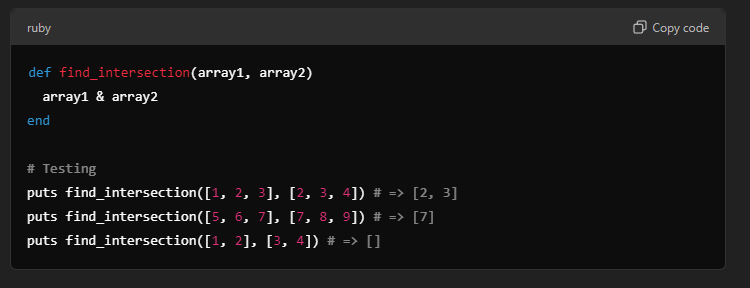 ruby
Copy code
def find_intersection(array1, array2)
  array1 & array2
end
# Testing
puts find_intersection([1, 2, 3], [2, 3, 4]) # => [2, 3]
puts find_intersection([5, 6, 7], [7, 8, 9]) # => [7]
puts find_intersection([1, 2], [3, 4]) # => []